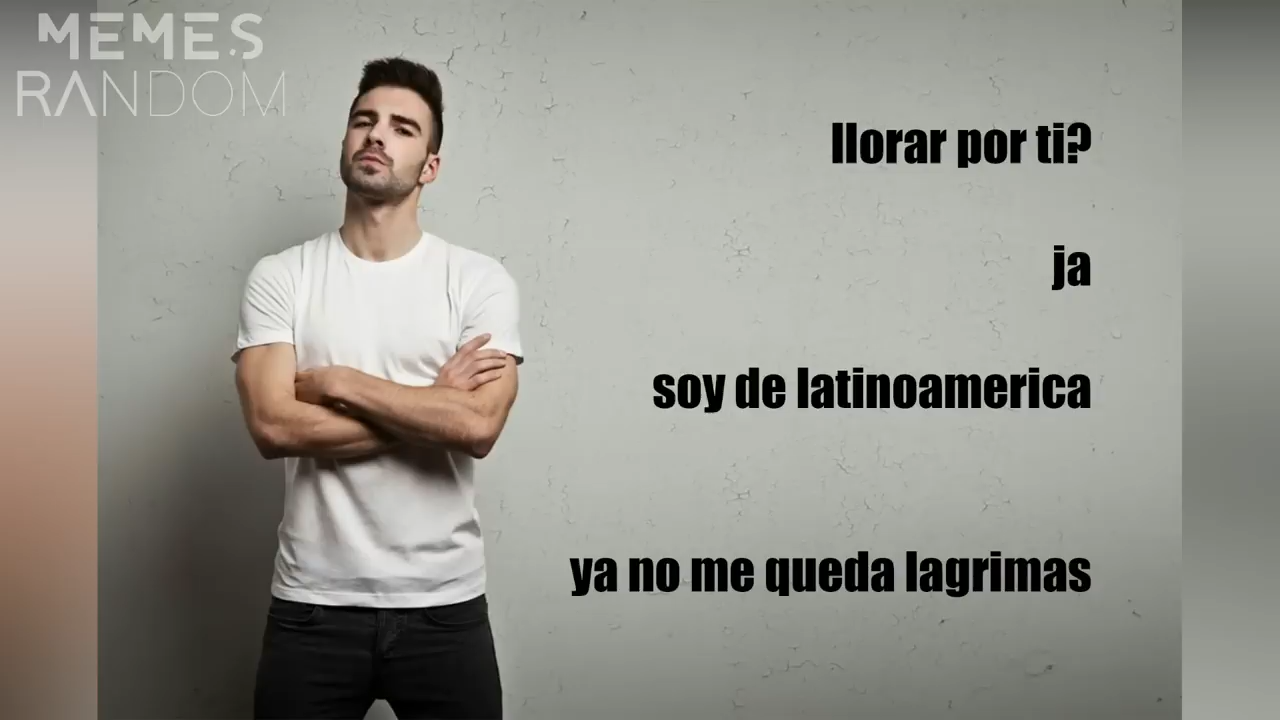 MEMES
RANDOM
llorar por ti?
ja
soy de latinoamerica
ya no me queda lagrimas